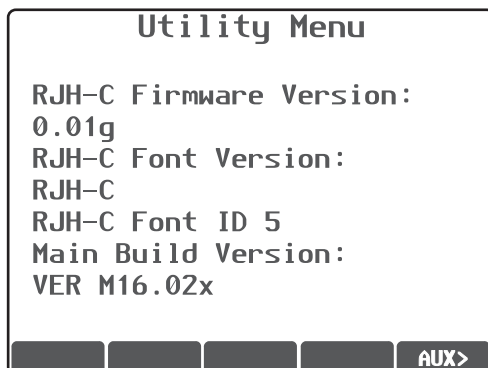 Utility Menu
RJH-C Firmware Version:
0.01g
RJH-C Font Version:
RJH-C
RJH-C Font ID 5
Main Build Version:
VER M16.02x
AUX>